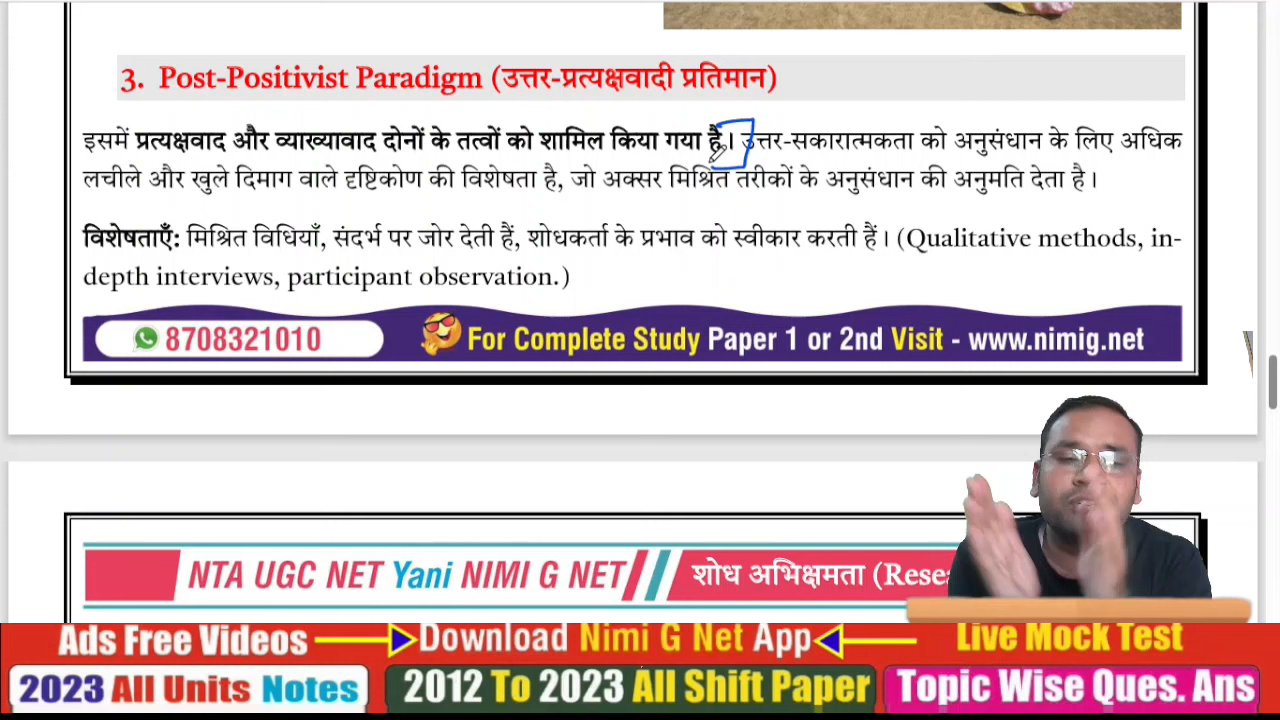 3. Post-Positivist Paradigm (उत्तर-प्रत्यक्षवादी प्रतिमान)
इसमें प्रत्यक्षवाद और व्याख्यावाद दोनों के तत्वों को शामिल किया गया है। उत्तर-सकारात्मकता को अनुसंधान के लिए अधिक
लचीले और खुले दिमाग वाले दृष्टिकोण की विशेषता है, जो अक्सर मिश्रित तरीकों के अनुसंधान की अनुमति देता है।
विशेषताएँ: मिश्रित विधियाँ, संदर्भ पर जोर देती हैं, शोधकर्ता के प्रभाव को स्वीकार करती हैं। (Qualitative methods, in-
depth interviews, participant observation.)
8708321010 For Complete Study Paper 1 or 2nd Visit - www.nimig.net
NTA UGC NET Yani NIMI G NET शोध अभिक्षमता
Ads Free Videos Download Nimi G Net App Live Mock Test
2023 All Units Notes 2012 To 2023 All Shift Paper Topic Wise Ques. Ans